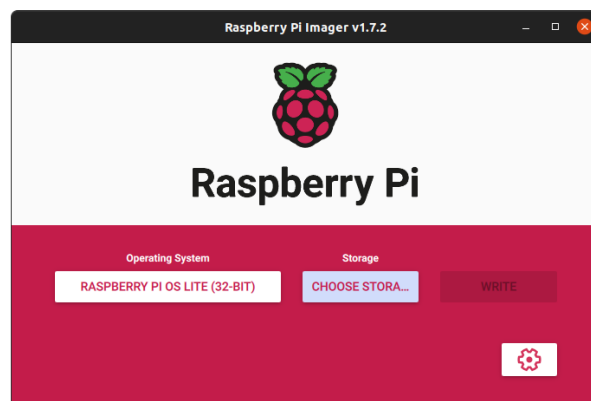 Raspberry Pi Imager v1.7.2
Raspberry Pi
Operating System
Storage
RASPBERRY PI OS LITE (32-BIT)
CHOOSE STORA...
WRITE